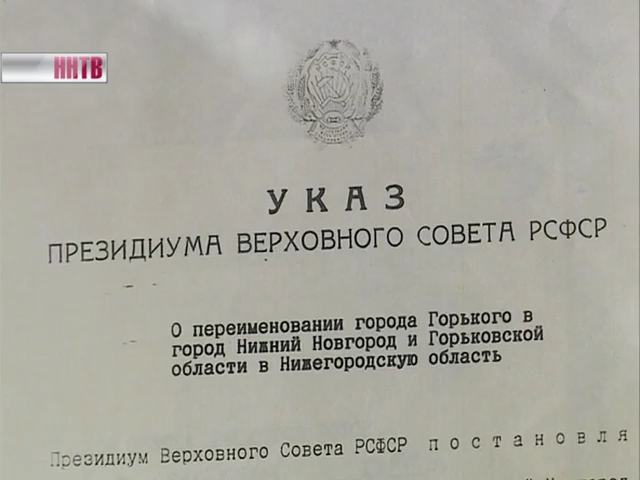 ННТВ
УКАЗ
ПРЕЗИДИУМА ВЕРХОВНОГО СОВЕТА РСФСР
О переименовании города Горького в
город Нижний Новгород и Горьковской
области в Нижегородскую область
Президиум Верховного Совета РСФСР постановля